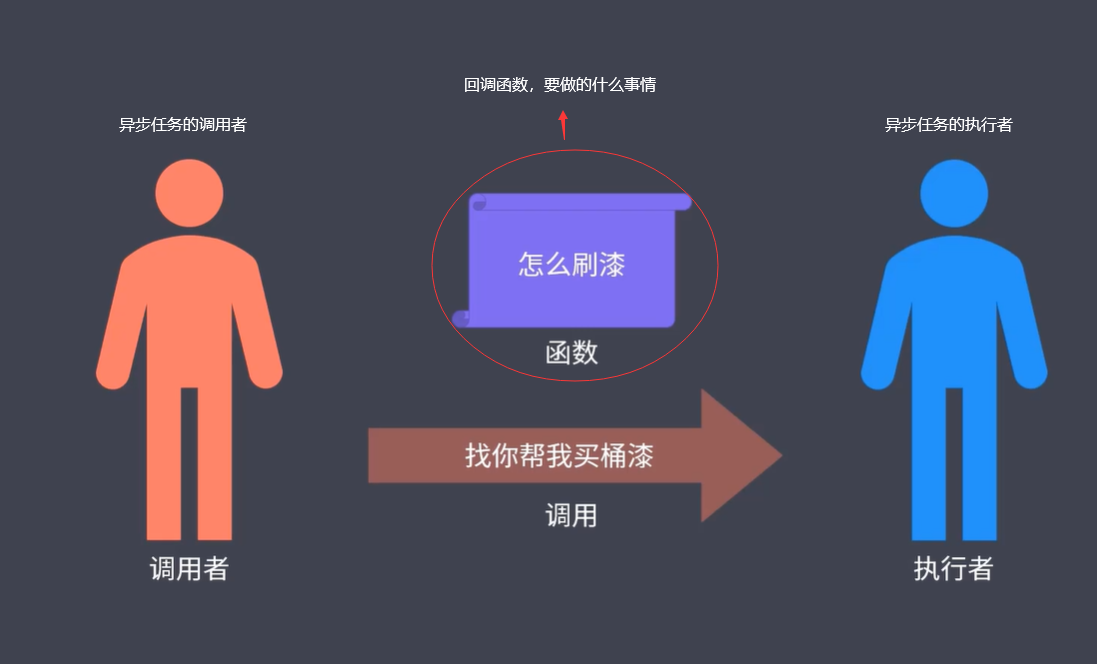 回调函数，要做的什么事情
异步任务的调用者
异步任务的执行者
怎么刷漆
函数
找你帮我买桶漆
调用
调用者
执行者